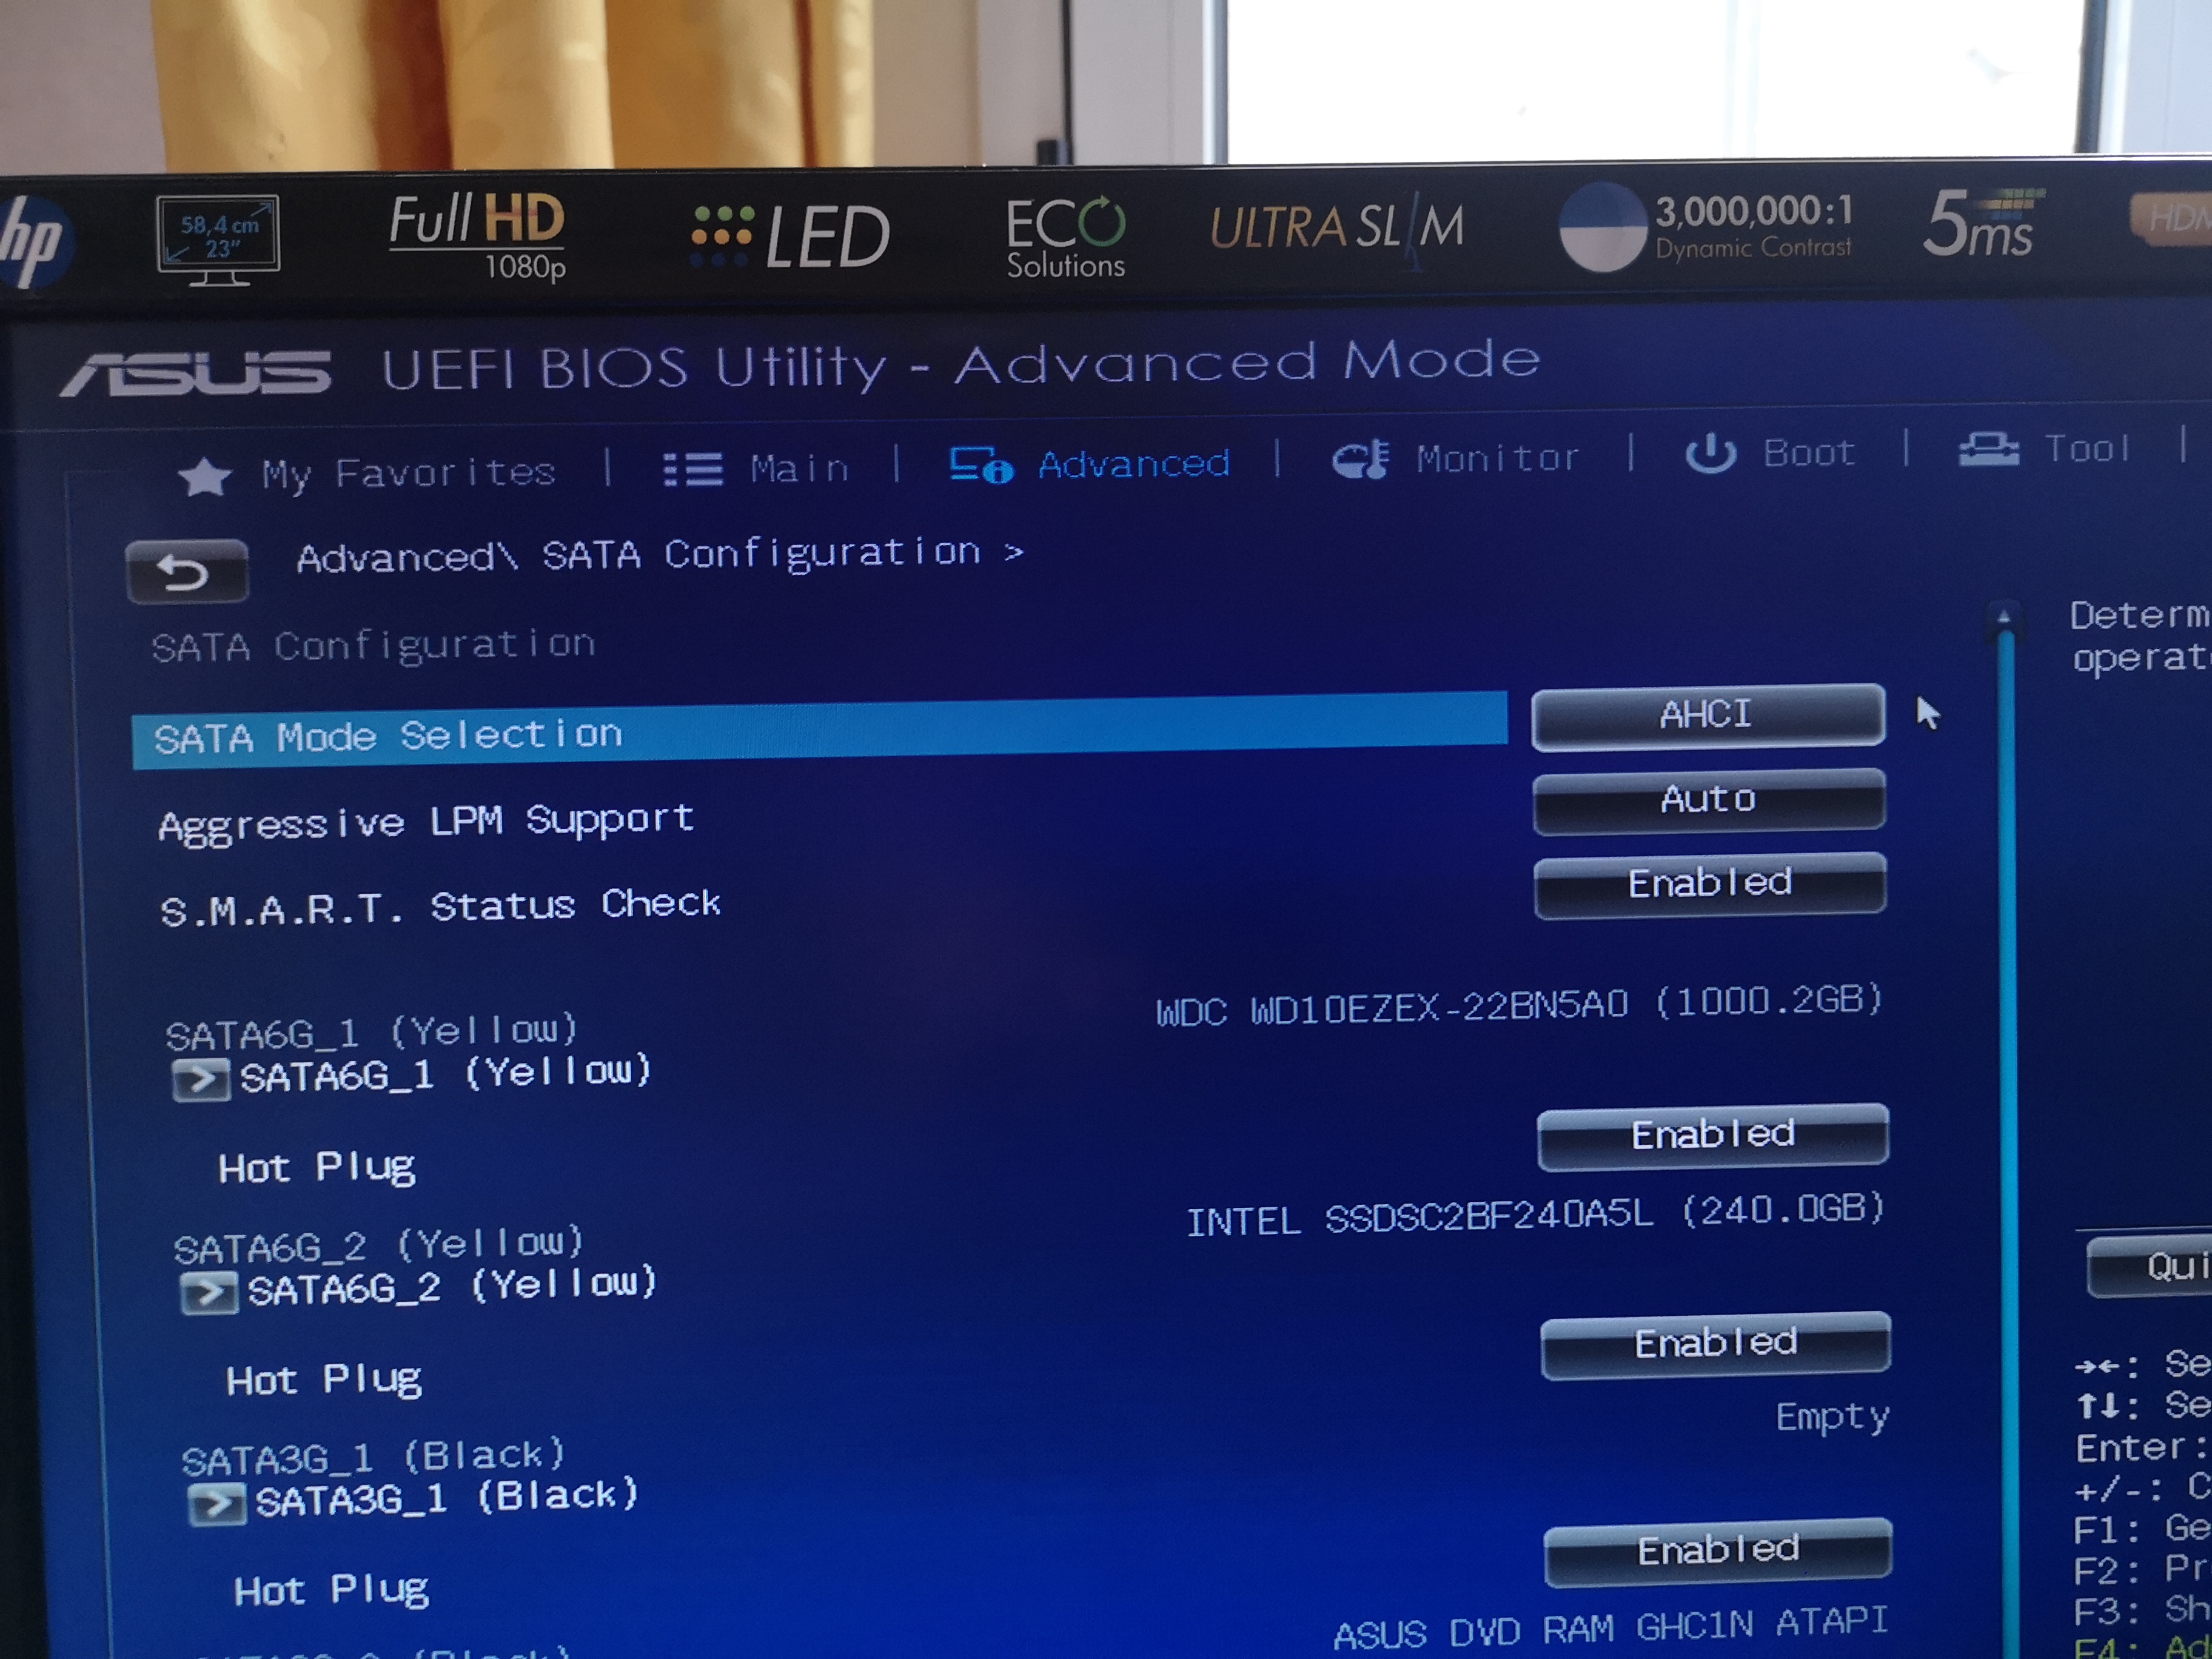 hp
58,4 cm
23"
Full HD
1080p
LED
ECO
Solutions
ULTRA SLIM
3,000,000:1
Dynamic Contrast
5ms
HDM
ASUS UEFI BIOS Utility - Advanced Mode
My Favorites | Main | Advanced | Monitor | Boot | Tool |
Advanced\ SATA Configuration >
SATA Configuration
Determ
operat
SATA Mode Selection AHCI
Aggressive LPM Support Auto
S.M.A.R.T. Status Check Enabled
SATA6G_1 (Yellow) WDC WD10EZEX-22BN5A0 (1000.2GB)
> SATA6G_1 (Yellow)
Hot Plug Enabled
SATA6G_2 (Yellow) INTEL SSDSC2BF240A5L (240.0GB)
> SATA6G_2 (Yellow)
Hot Plug Enabled
SATA3G_1 (Black) Empty
> SATA3G_1 (Black)
Hot Plug Enabled
ASUS DVD RAM GHC1N ATAPI
Qui
→←: Se
↑↓: Se
Enter:
+/-: C
F1: Ge
F2: Pr
F3: Sh
F4: Ad